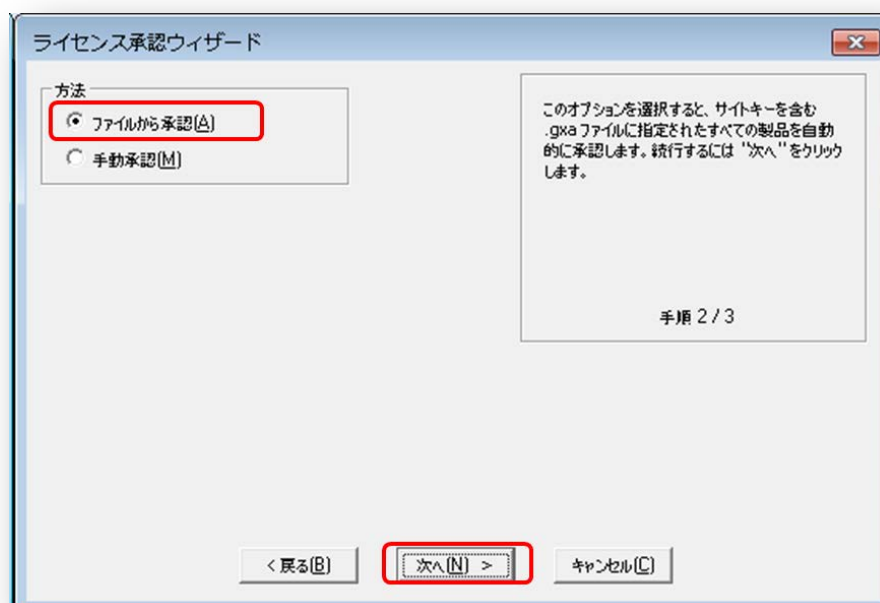 ライセンス承認ウィザード
方法
ファイルから承認(A)
手動承認(M)
このオプションを選択すると、サイトキーを含む
.gxa ファイルに指定されたすべての製品を自動
的に承認します。続行するには "次へ" をクリック
します。
手順 2 / 3
< 戻る(B)
次へ(N) >
キャンセル(C)